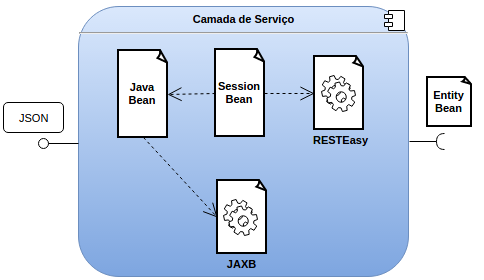 Camada de Serviço
Java
Bean
Session
Bean
RESTEasy
Entity
Bean
JSON
JAXB